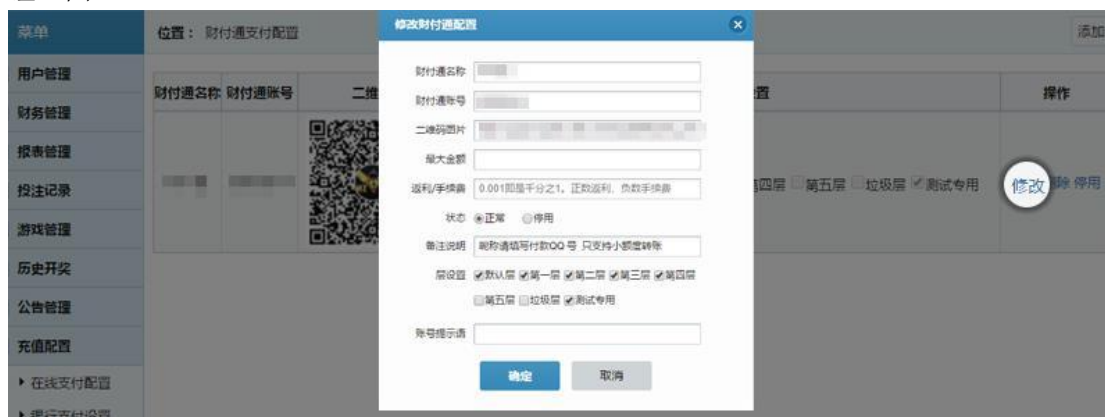 菜单
位置： 财付通支付配置
修改财付通配置
添加
用户管理
财务管理
报表管理
投注记录
游戏管理
历史开奖
公告管理
充值配置
▶ 在线支付配置
▶ 银行支付设置
财付通名称 财付通账号 二维
置 操作
四层 第五层 垃圾层 测试专用
修改 删除 停用
财付通名称
财付通账号
二维码图片
最大金额
返利/手续费 0.001即是千分之1，正数返利，负数手续费
状态 正常 停用
备注说明 昵称请填写付款QQ号 只支持小额度转账
层设置 默认层 第一层 第二层 第三层 第四层
第五层 垃圾层 测试专用
账号提示语
确定 取消